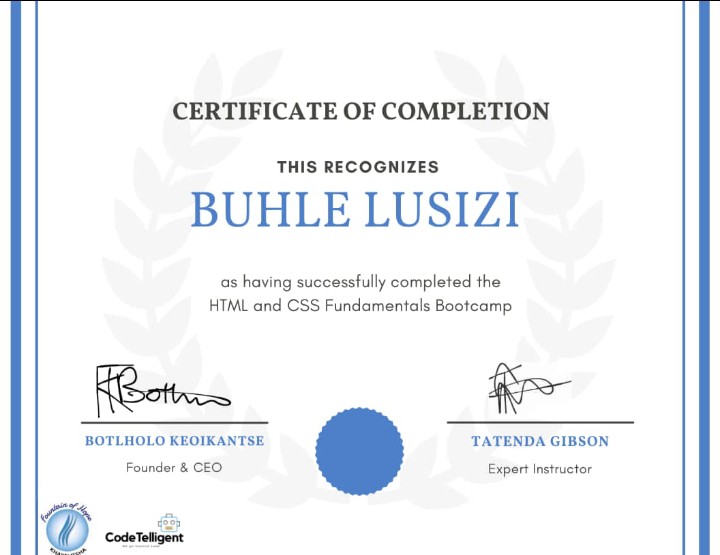 CERTIFICATE OF COMPLETION
THIS RECOGNIZES
BUHLE LUSIZI
as having successfully completed the
HTML and CSS Fundamentals Bootcamp
BOTLHOLO KEOIKANTSE
Founder & CEO
TATENDA GIBSON
Expert Instructor
Fountain of Hope
CodeTelligent